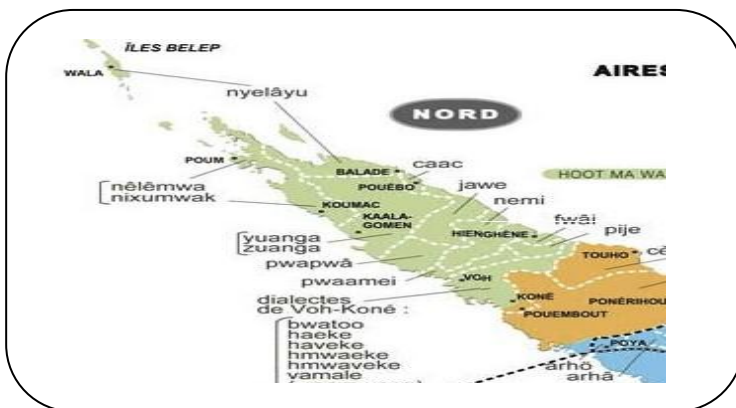 ÎLES BELEP
WALA
AIRES
nyelâyu
NORD
POUM
BALADE
caac
HOOT MA WA
POUÉBO
jawe
nêlêmwa
nixumwak
nemi
KOUMAC
KAALA-
GOMEN
fwâi
HIENGHÈNE
pije
yuanga
zuanga
TOUHO
pwapwâ
pwaamei
VOH
dialectes
de Voh-Koné :
KONÉ
PONÉRIHOU
POUEMBOUT
bwatoo
haeke
haveke
hmwaeke
hmwaveke
vamale
POYA
arhö
arhâ